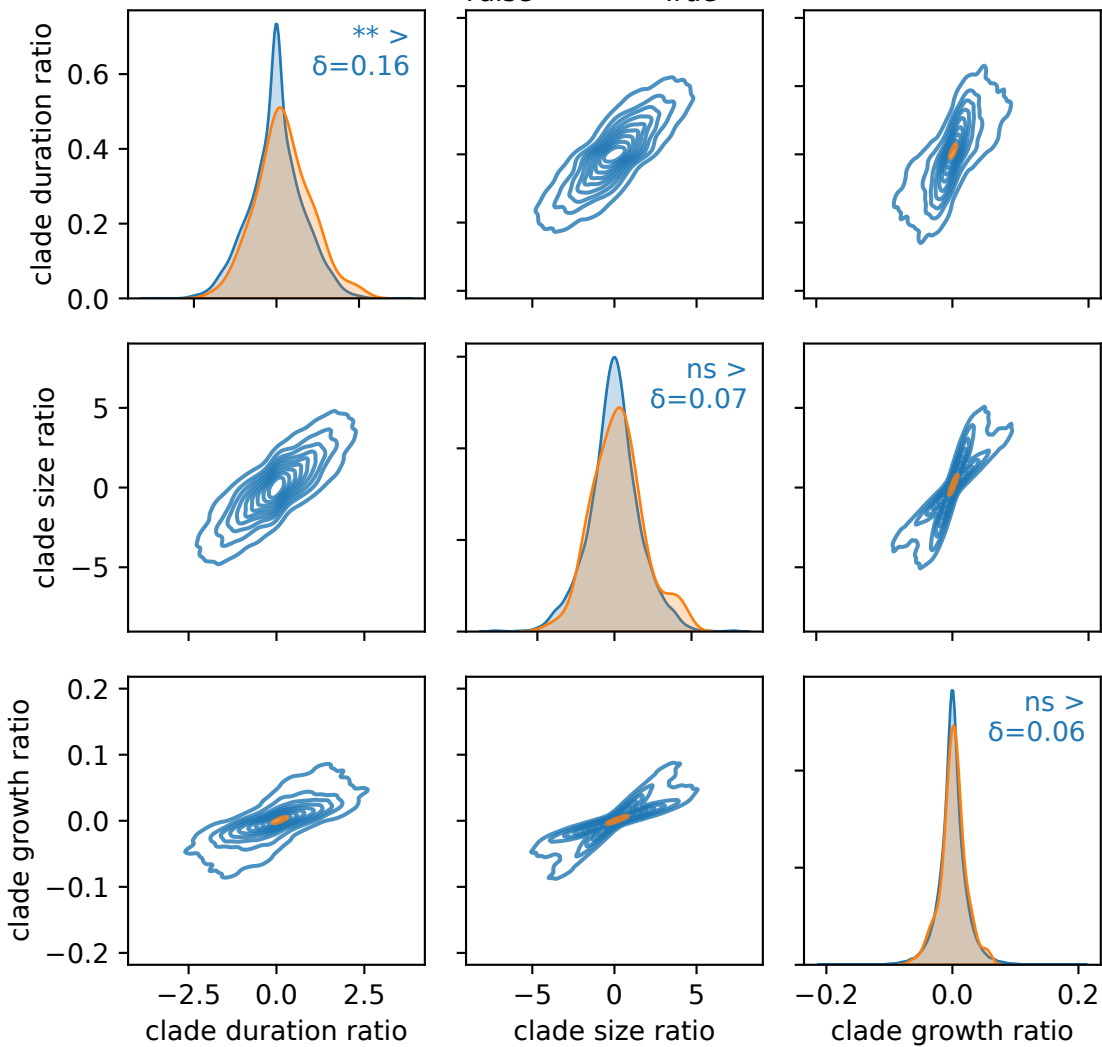 clade duration ratio
0.6
0.4
0.2
0.0
** >
δ=0.16
clade size ratio
5
0
−5
ns >
δ=0.07
clade growth ratio
0.2
0.1
0.0
−0.1
−0.2
ns >
δ=0.06
−2.5 0.0 2.5
−5 0 5
−0.2 0.0 0.2
clade duration ratio
clade size ratio
clade growth ratio